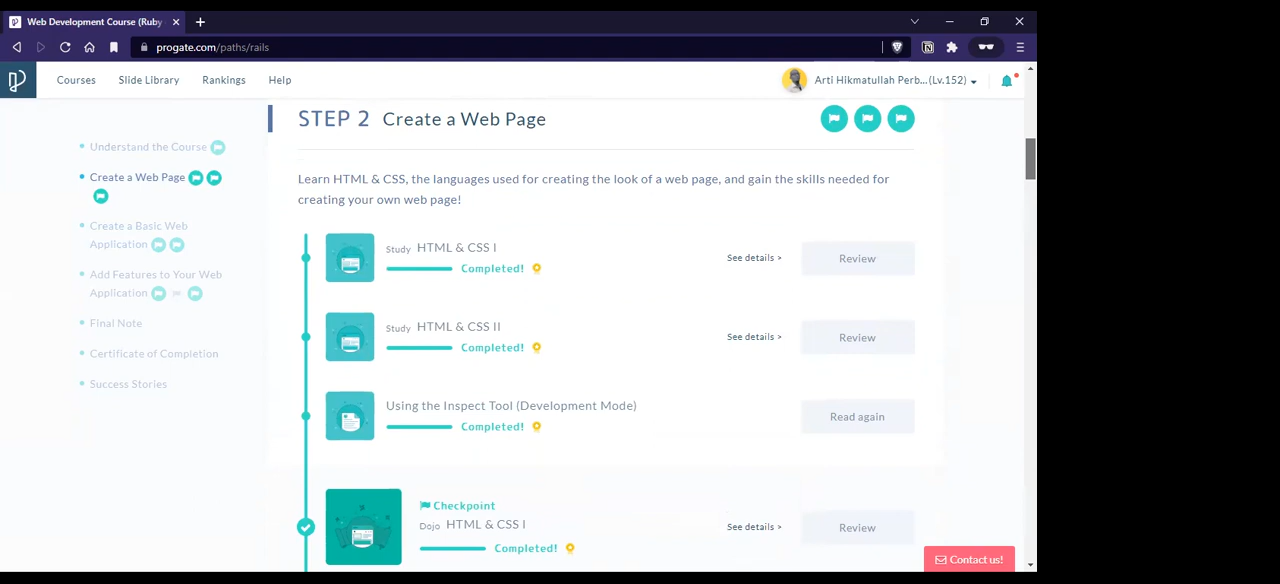 Web Development Course (Ruby
progate.com/paths/rails
Courses
Slide Library
Rankings
Help
Arti Hikmatullah Perb...(Lv.152)
Understand the Course
Create a Web Page
Create a Basic Web
Application
Add Features to Your Web
Application
Final Note
Certificate of Completion
Success Stories
STEP 2 Create a Web Page
Learn HTML & CSS, the languages used for creating the look of a web page, and gain the skills needed for
creating your own web page!
Study HTML & CSS I
Completed!
See details >
Review
Study HTML & CSS II
Completed!
See details >
Review
Using the Inspect Tool (Development Mode)
Completed!
Read again
Checkpoint
Dojo HTML & CSS I
Completed!
See details >
Review
Contact us!